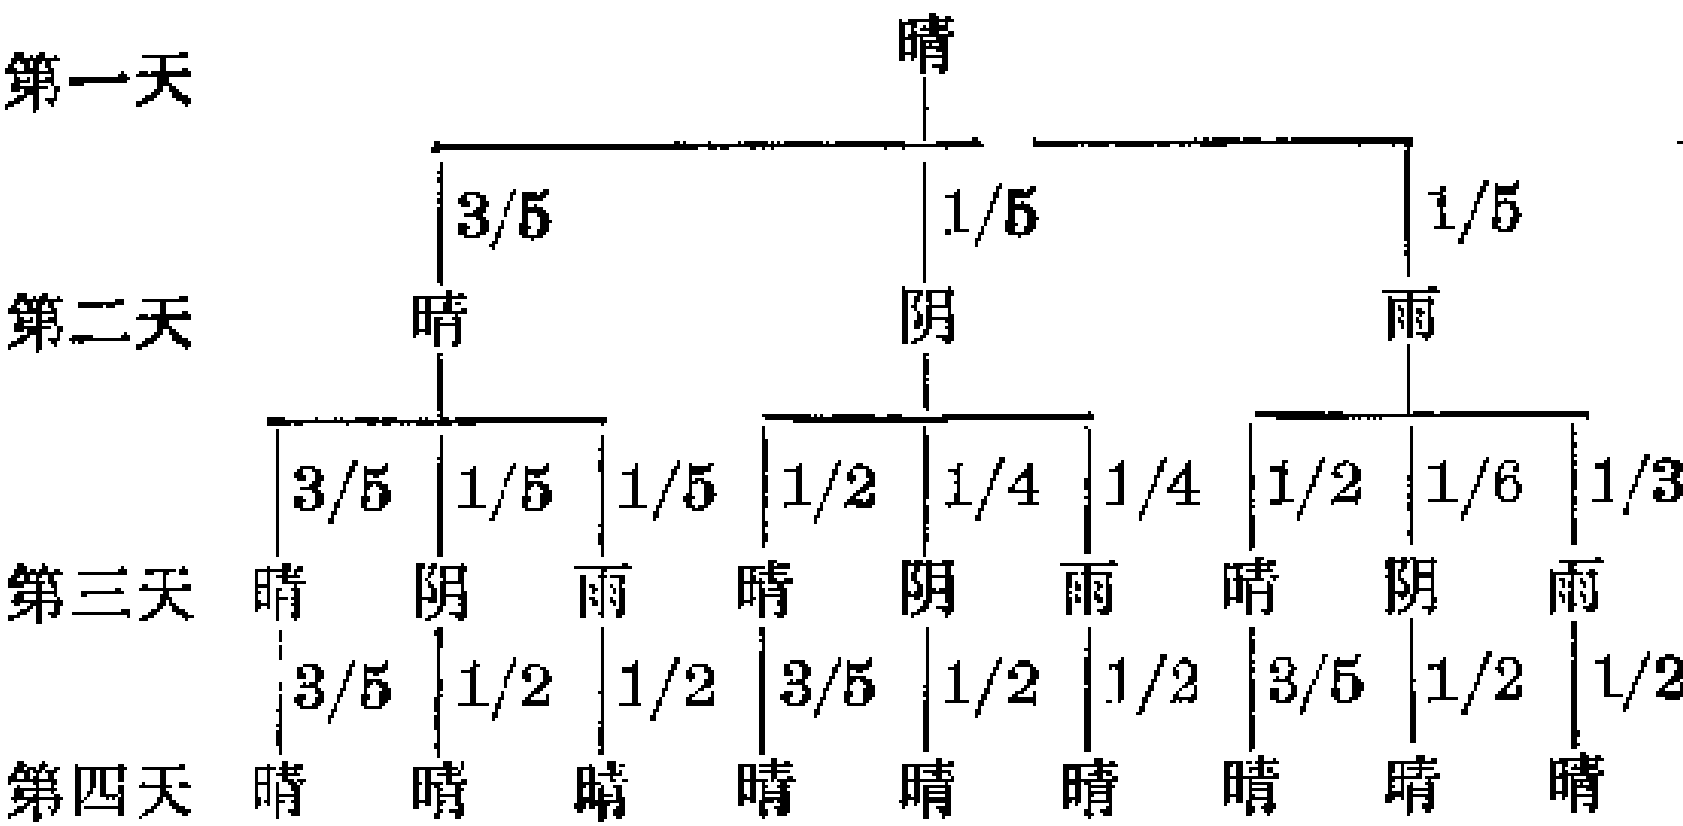 第一天 晴
3/5 1/5 1/5
第二天 晴 阴 雨
3/5 1/5 1/5 1/2 1/4 1/4 1/2 1/6 1/3
第三天 晴 阴 雨 晴 阴 雨 晴 阴 雨
3/5 1/2 1/2 3/5 1/2 1/2 3/5 1/2 1/2
第四天 晴 晴 晴 晴 晴 晴 晴 晴 晴